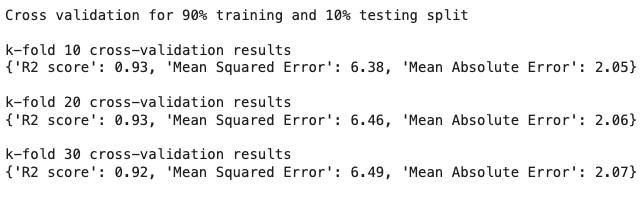 Cross validation for 90% training and 10% testing split
k-fold 10 cross-validation results
{'R2 score': 0.93, 'Mean Squared Error': 6.38, 'Mean Absolute Error': 2.05}
k-fold 20 cross-validation results
{'R2 score': 0.93, 'Mean Squared Error': 6.46, 'Mean Absolute Error': 2.06}
k-fold 30 cross-validation results
{'R2 score': 0.92, 'Mean Squared Error': 6.49, 'Mean Absolute Error': 2.07}